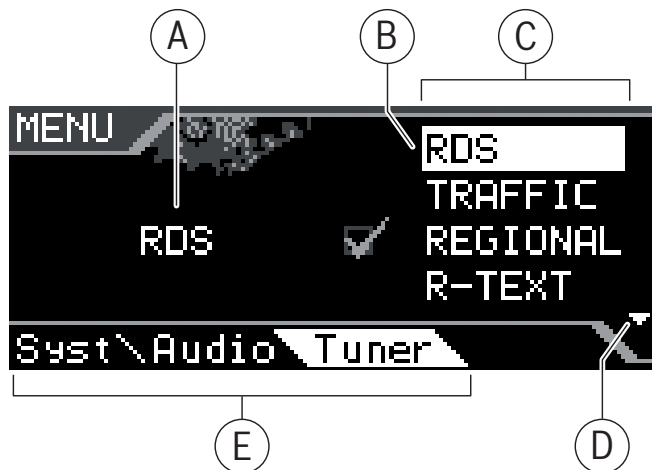 A B C
MENU
RDS
TRAFFIC
RDS REGIONAL
R-TEXT
Syst\Audio\Tuner
E D